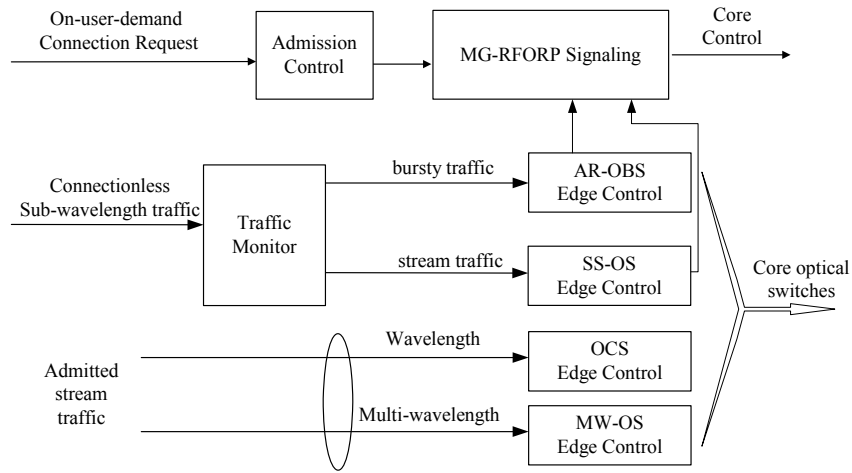 On-user-demand
Connection Request
Admission
Control
MG-RFORP Signaling
Core
Control
Connectionless
Sub-wavelength traffic
Traffic
Monitor
bursty traffic
AR-OBS
Edge Control
stream traffic
SS-OS
Edge Control
Core optical
switches
Admitted
stream
traffic
Wavelength
OCS
Edge Control
Multi-wavelength
MW-OS
Edge Control